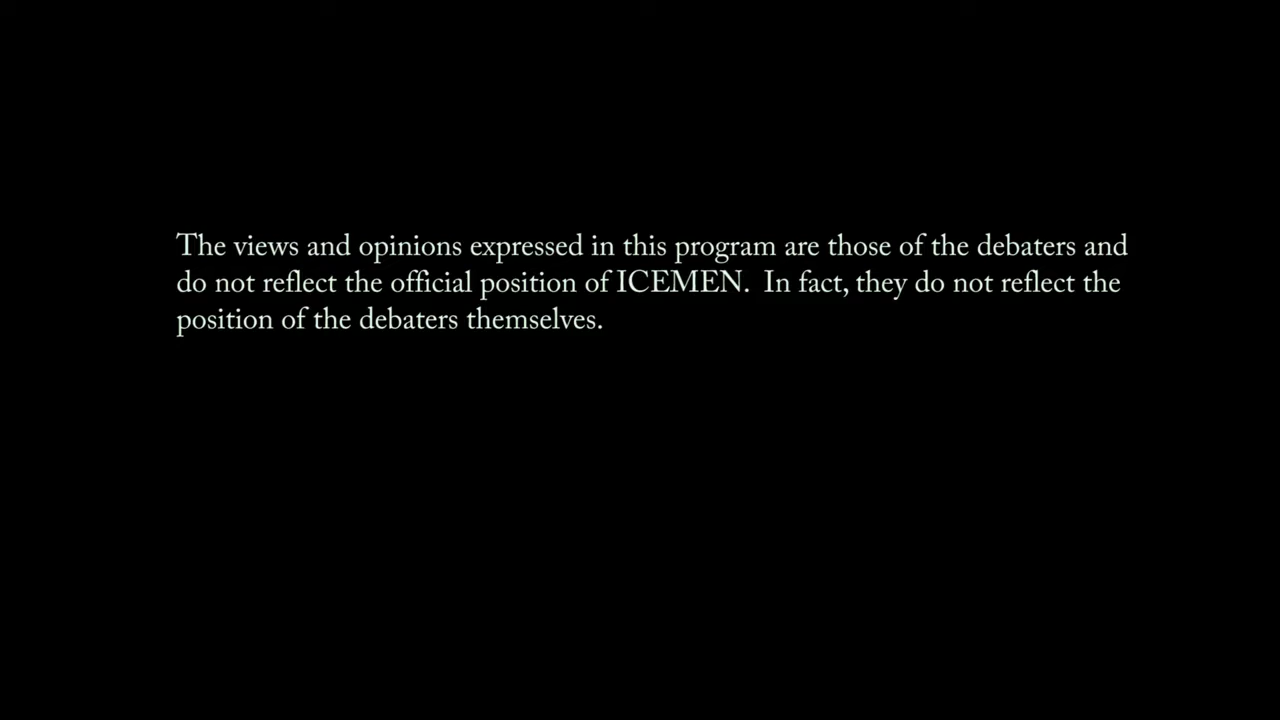 The views and opinions expressed in this program are those of the debaters and
do not reflect the official position of ICEMEN.  In fact, they do not reflect the
position of the debaters themselves.